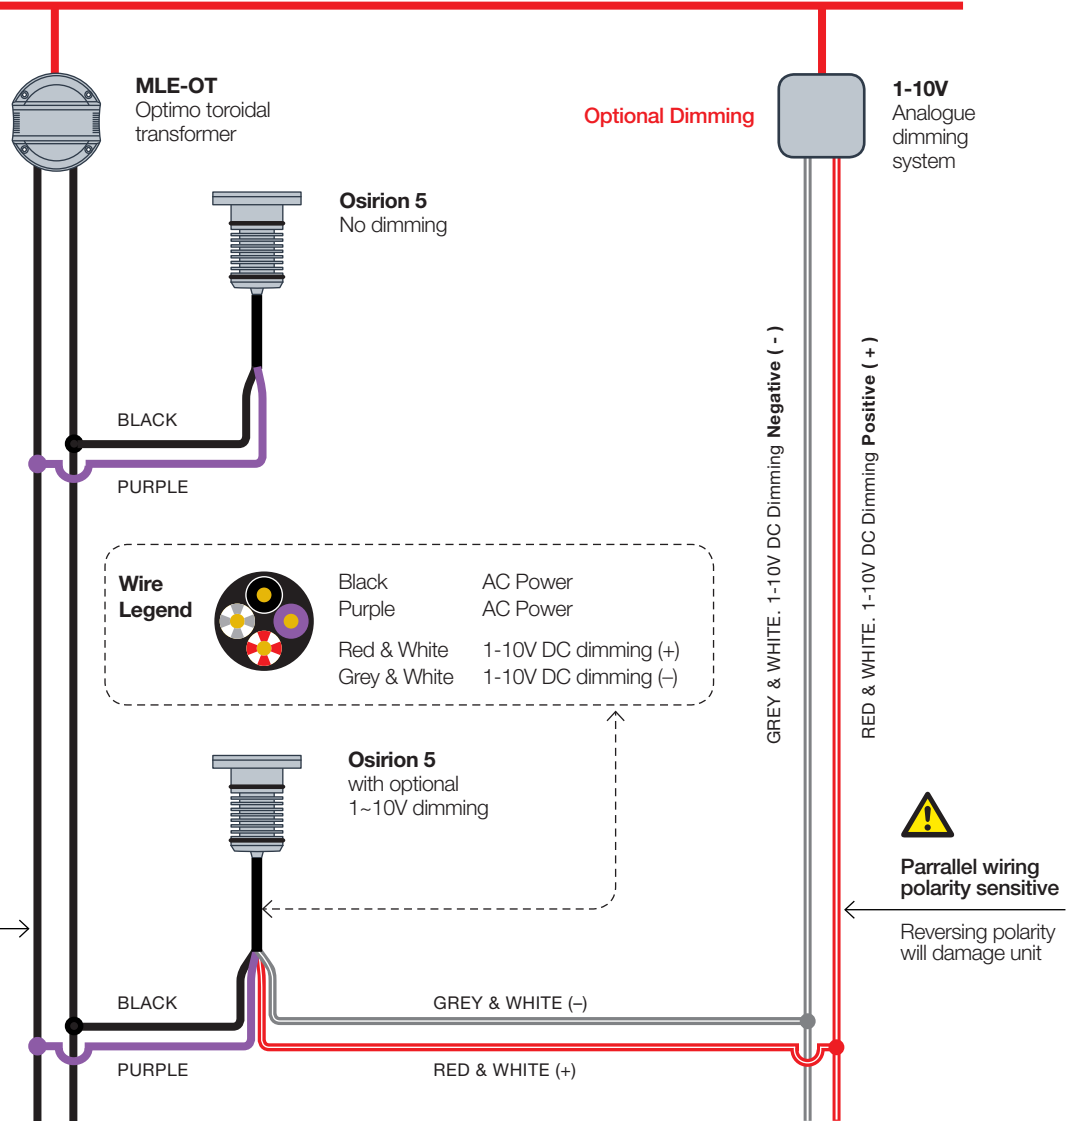 MLE-OT
Optimo toroidal
transformer
Optional Dimming
1-10V
Analogue
dimming
system
Osirion 5
No dimming
BLACK
PURPLE
GREY & WHITE. 1-10V DC Dimming Negative ( - )
RED & WHITE. 1-10V DC Dimming Positive ( + )
Wire
Legend
Black AC Power
Purple AC Power
Red & White 1-10V DC dimming (+)
Grey & White 1-10V DC dimming (–)
Osirion 5
with optional
1~10V dimming
Parrallel wiring
polarity sensitive
Reversing polarity
will damage unit
BLACK
GREY & WHITE (–)
PURPLE
RED & WHITE (+)